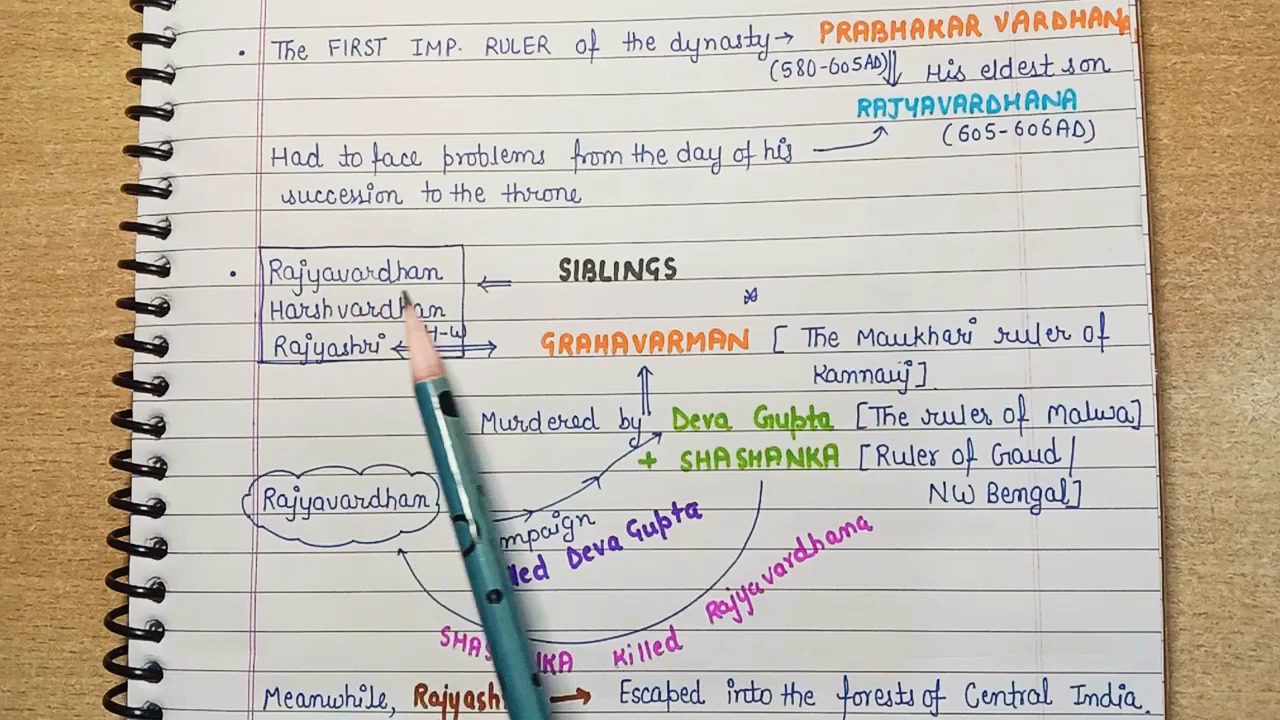 • The FIRST IMP. RULER of the dynasty → PRABHAKAR VARDHANA
(580-605AD) His eldest son
RAJYAVARDHANA
(605-606AD)
Had to face problems from the day of his
succession to the throne
• Rajyavardhan ⇐ SIBLINGS
Harshvardhan
H-W
Rajyashri ↔ GRAHAVARMAN [ The Maukhari ruler of
Kannauj]
Murdered by Deva Gupta [The ruler of Malwa]
+ SHASHANKA [Ruler of Gaud /
NW Bengal]
Rajyavardhan
Deva Gupta
killed Rajyavardhana
Meanwhile, → Escaped into the forests of Central India.